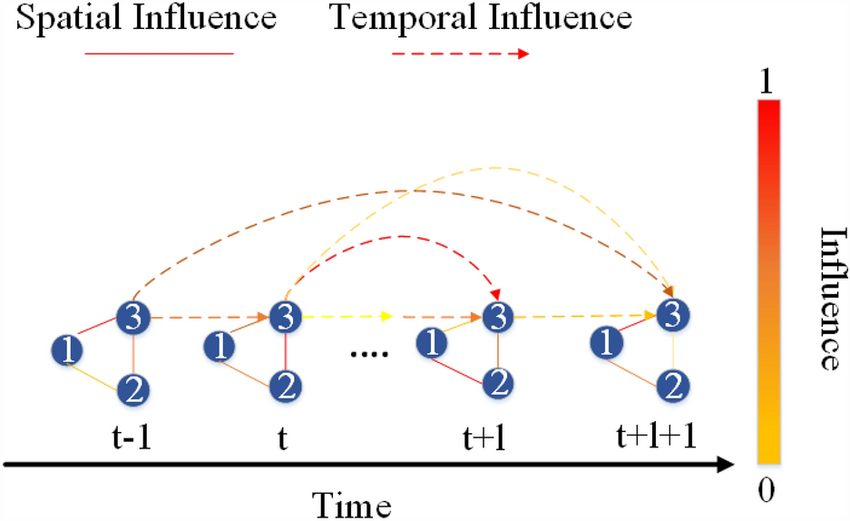 Spatial Influence Temporal Influence
1
3 3 3 3
1 1 .... 1 1
2 2 2 2
Influence
t-1 t t+l t+l+1
0
Time